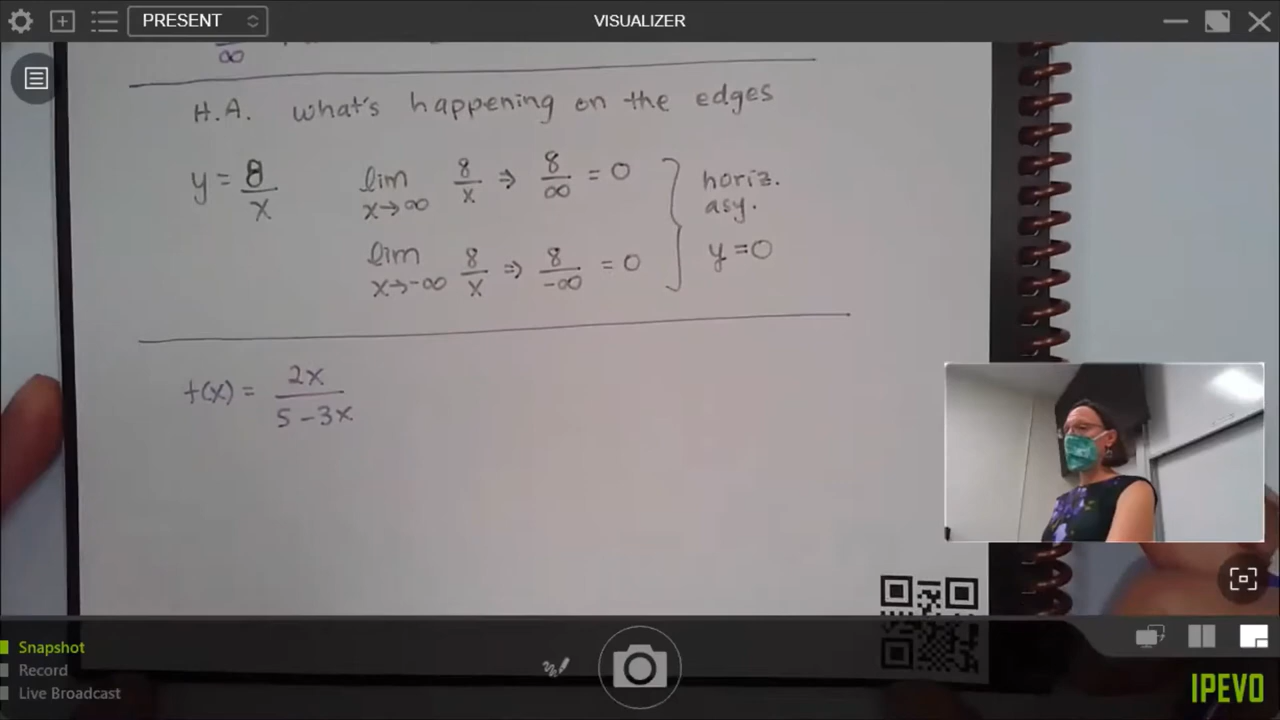 PRESENT
VISUALIZER
∞
H.A. what's happening on the edges
y = 8/x lim x→∞ 8/x ⇒ 8/∞ = 0
lim x→-∞ 8/x ⇒ 8/-∞ = 0
horiz.
asy.
y = 0
t(x) = 2x/(5-3x)
Snapshot
Record
Live Broadcast
IPEVO